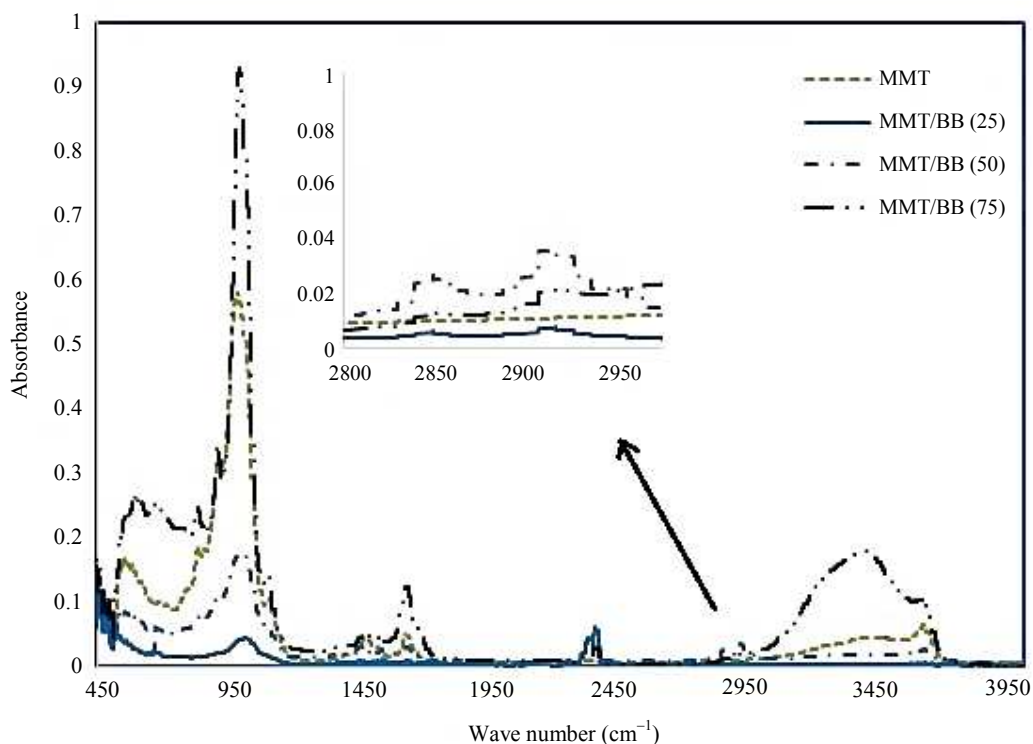 1
0.9
0.8
0.7
0.6
0.5
0.4
0.3
0.2
0.1
0
Absorbance
450 950 1450 1950 2450 2950 3450 3950
Wave number (cm⁻¹)
1
0.08
0.06
0.04
0.02
0
2800 2850 2900 2950
MMT
MMT/BB (25)
MMT/BB (50)
MMT/BB (75)